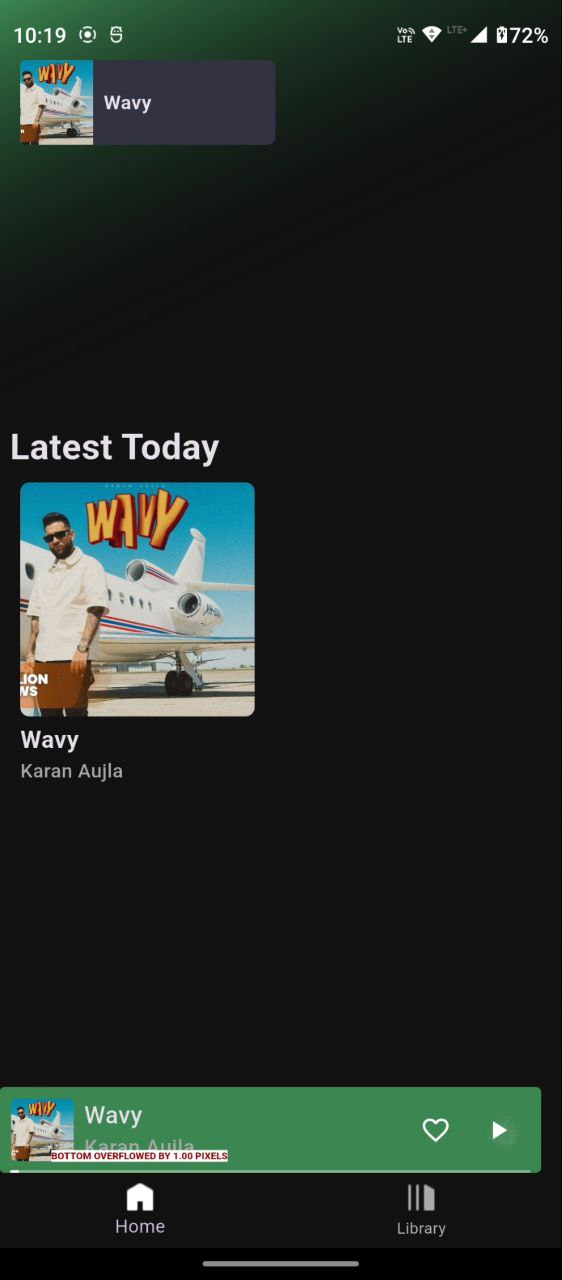 10:19
Vo)) LTE
LTE+
72%
WAVY
Wavy
Latest Today
KARAN AUJLA
WAVY
LION
WS
Wavy
Karan Aujla
WAVY
Wavy
Karan Aujla
BOTTOM OVERFLOWED BY 1.00 PIXELS
Home
Library